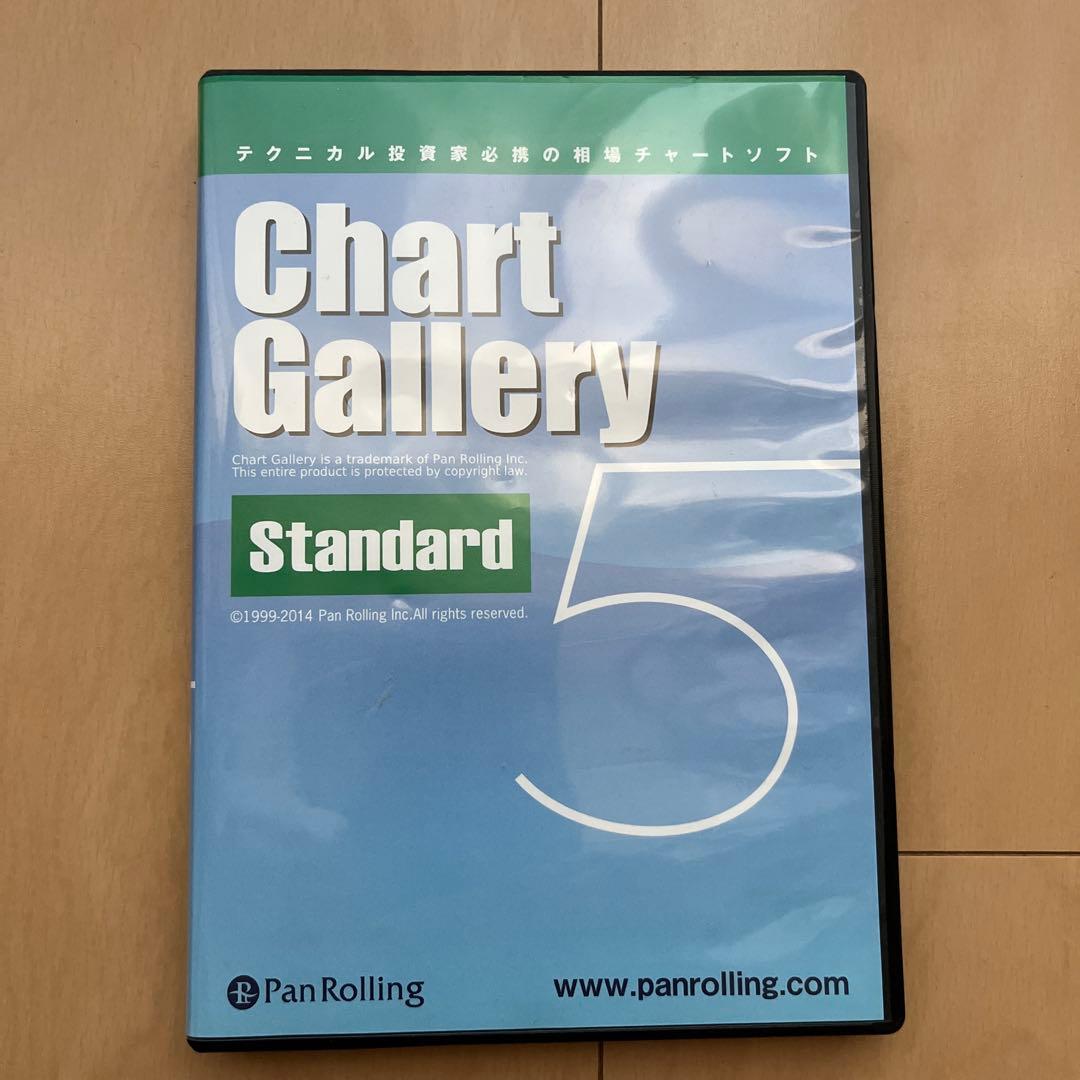 テクニカル投資家必携の相場チャートソフト
Chart
Gallery
Chart Gallery is a trademark of Pan Rolling Inc.
This entire product is protected by copyright law.
5
Standard
©1999-2014 Pan Rolling Inc.All rights reserved.
PanRolling
www.panrolling.com